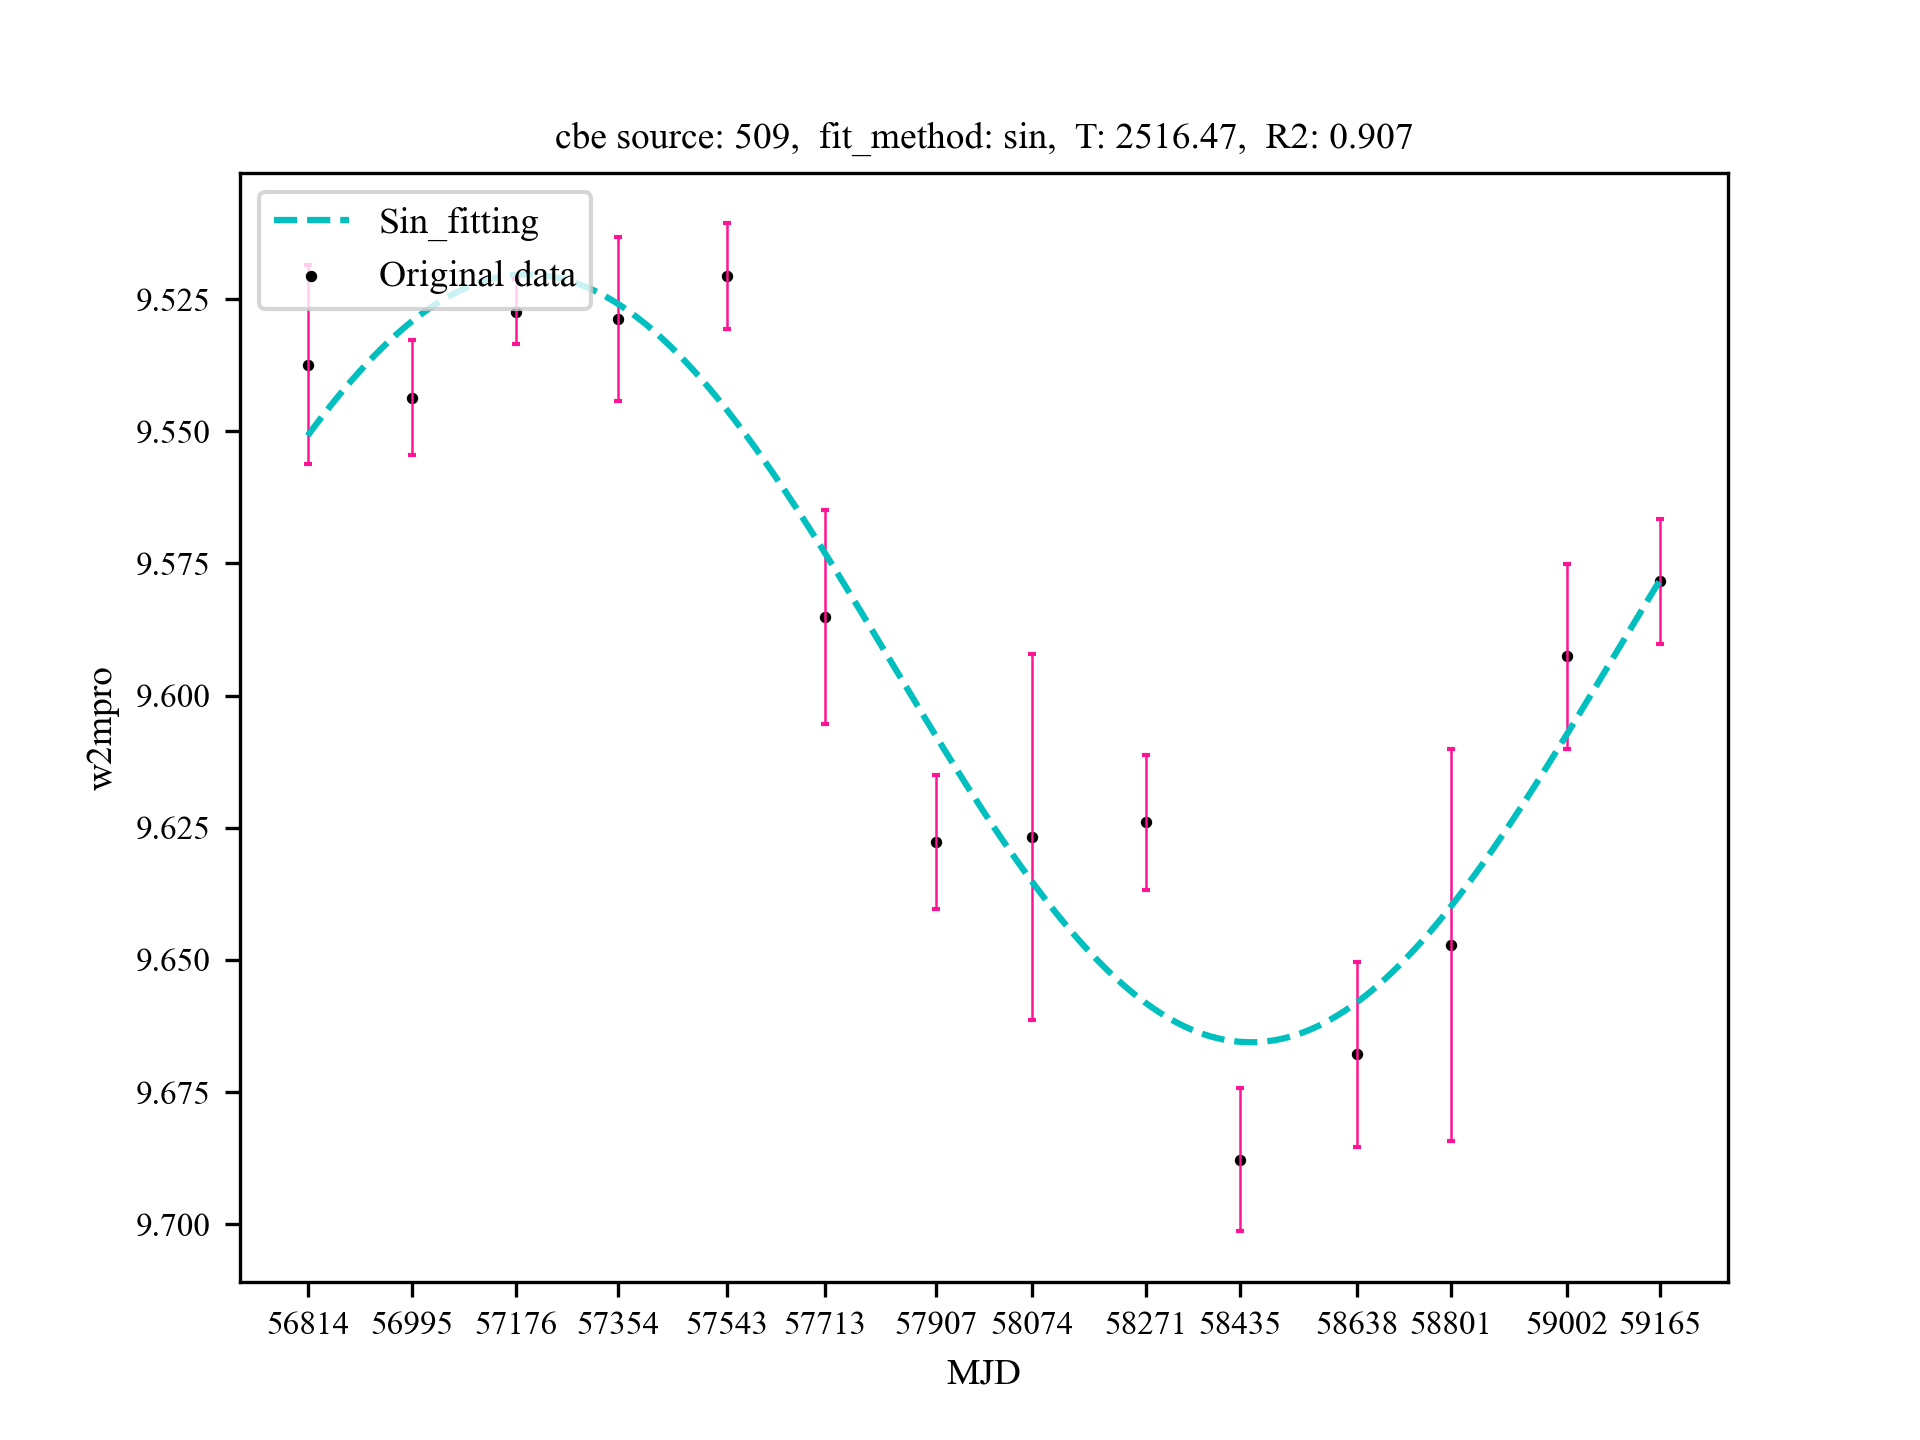 cbe source: 509,  fit_method: sin,  T: 2516.47,  R2: 0.907
Sin_fitting
Original data
9.525
9.550
9.575
9.600
9.625
9.650
9.675
9.700
w2mpro
56814 56995 57176 57354 57543 57713 57907 58074 58271 58435 58638 58801 59002 59165
MJD